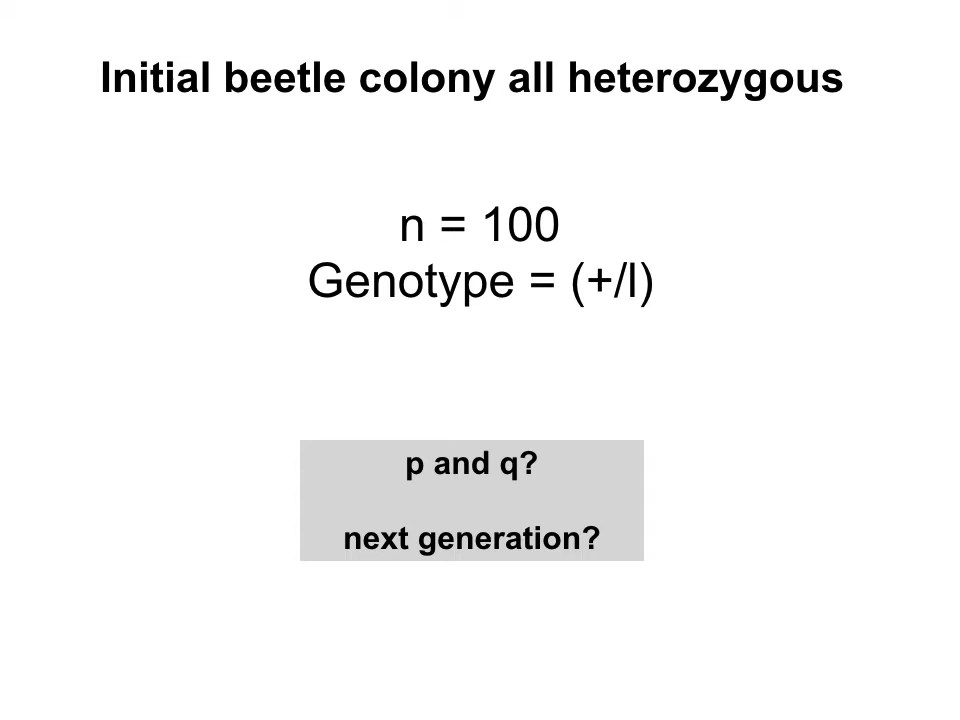 Initial beetle colony all heterozygous
n = 100
Genotype = (+/l)
p and q?
next generation?